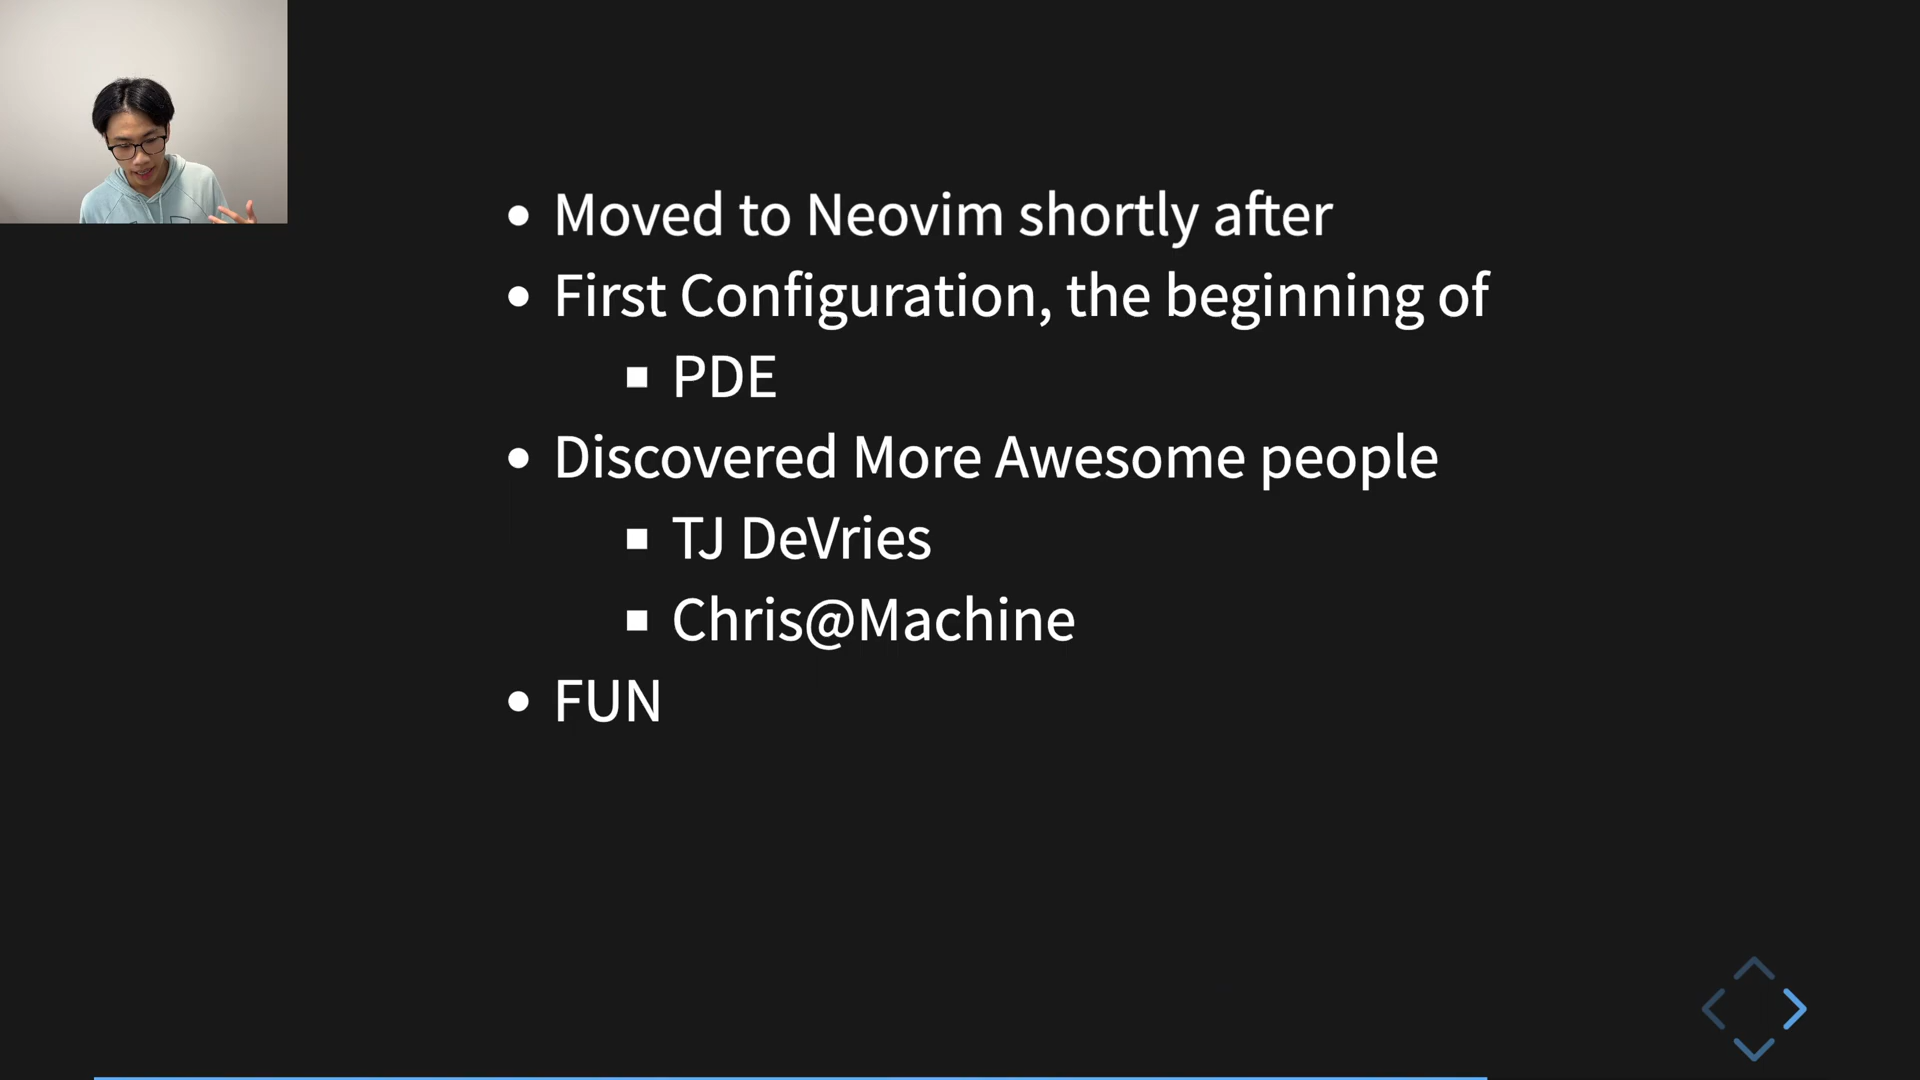 Moved to Neovim shortly after
First Configuration, the beginning of
PDE
Discovered More Awesome people
TJ DeVries
Chris@Machine
FUN